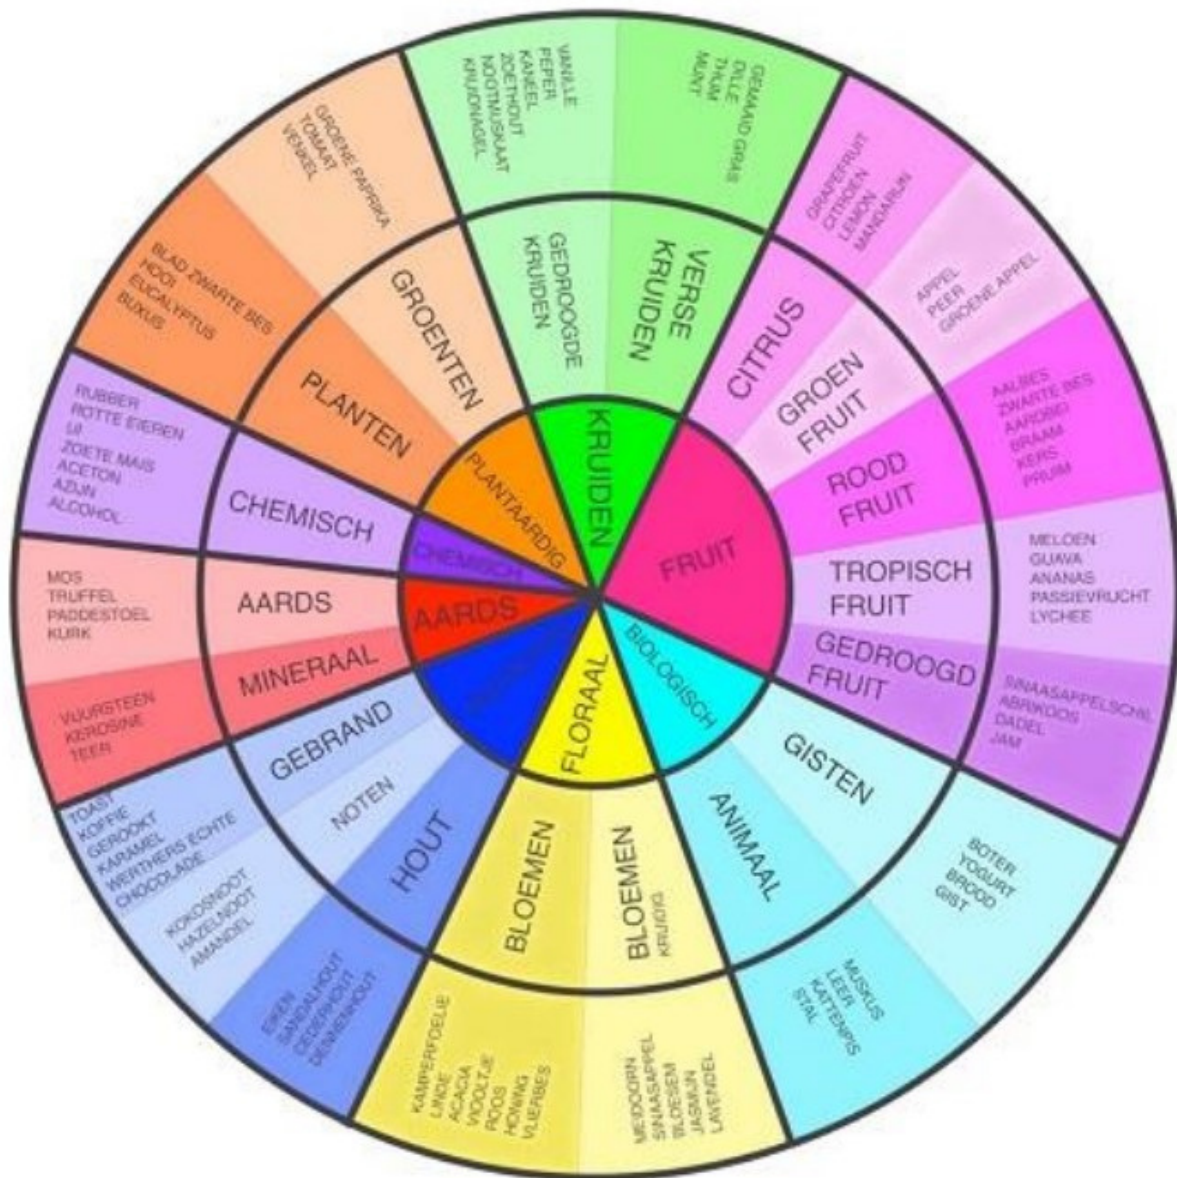 KRUIDEN
GEDROOGDE
KRUIDEN
VANILLE
PEPER
KANEEL
ZOETHOUT
NOOTMUSKAAT
KRUIDNAGEL
VERSE
KRUIDEN
GEMAAID GRAS
DILLE
THIJM
MUNT
FRUIT
CITRUS
GRAPEFRUIT
CITROEN
LEMON
MANDARIJN
GROEN
FRUIT
APPEL
PEER
GROENE APPEL
ROOD
FRUIT
AALBES
ZWARTE BES
AARDBEI
BRAAM
KERS
PRUIM
TROPISCH
FRUIT
MELOEN
GUAVA
ANANAS
PASSIEVRUCHT
LYCHEE
GEDROOGD
FRUIT
SINAASAPPELSCHIL
ABRIKOOS
DADEL
JAM
BIOLOGISCH
GISTEN
BOTER
YOGURT
BROOD
GIST
ANIMAAL
MUSKUS
LEER
KATTENPIS
STAL
FLORAAL
BLOEMEN
KRUIDIG
MEIDOORN
SINAASAPPEL
BLOESEM
JASMIJN
LAVENDEL
BLOEMEN
KAMPERFOELIE
LINDE
ACACIA
VIOOLTJE
ROOS
HONING
VLIERBES
HOUT
EIKEN
SANDALHOUT
CEDERHOUT
DENNENHOUT
NOTEN
KOKOSNOOT
HAZELNOOT
AMANDEL
GEBRAND
TOAST
KOFFIE
GEROOKT
KARAMEL
WERTHERS ECHTE
CHOCOLADE
AARDS
MINERAAL
VUURSTEEN
KEROSINE
TEER
AARDS
MOS
TRUFFEL
PADDESTOEL
KURK
CHEMISCH
CHEMISCH
RUBBER
ROTTE EIEREN
UI
ZOETE MAIS
ACETON
AZIJN
ALCOHOL
PLANTAARDIG
PLANTEN
BLAD ZWARTE BES
HOOI
EUCALYPTUS
BUXUS
GROENTEN
GROENE PAPRIKA
TOMAAT
VENKEL